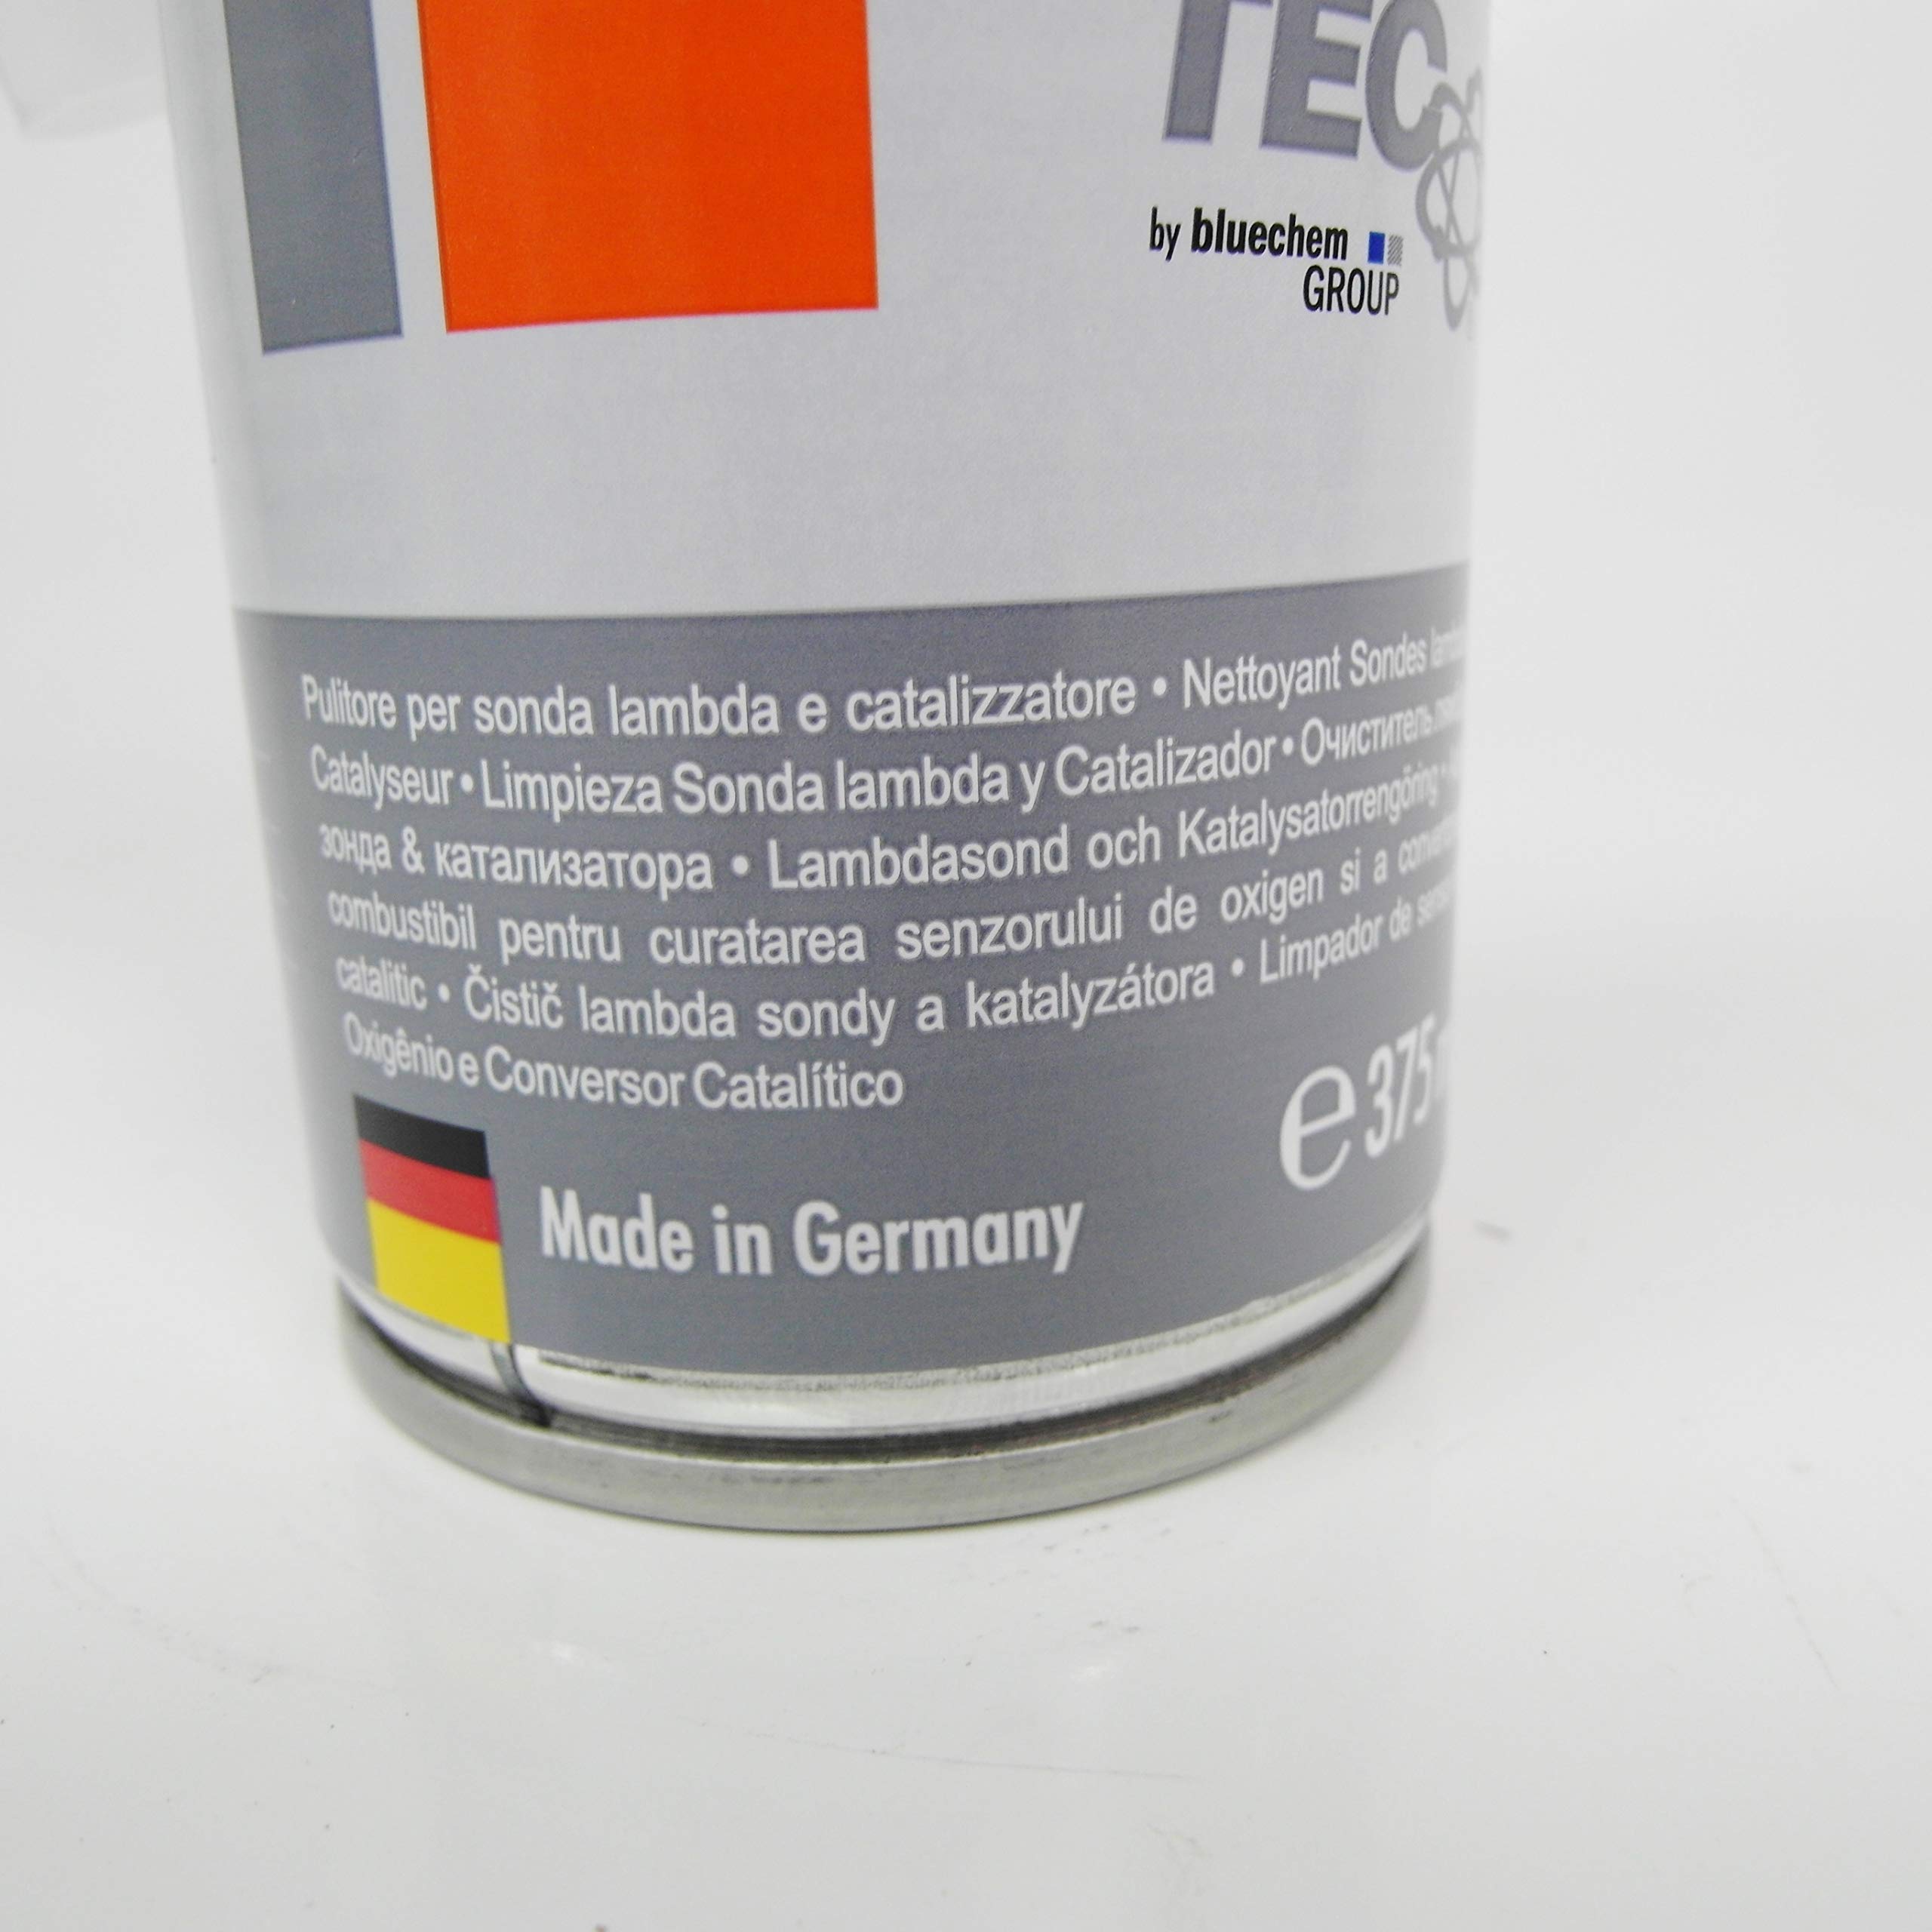 TEC
by bluechem
GROUP
Pulitore per sonda lambda e catalizzatore • Nettoyant Sondes
Catalyseur • Limpieza Sonda lambda y Catalizador • Очиститель
зонда & катализатора • Lambdasond och Katalysatorrengöring •
combustibil pentru curatarea senzorului de oxigen si a
catalitic • Čistič lambda sondy a katalyzátora • Limpador de
Oxigênio e Conversor Catalítico
℮ 375
Made in Germany